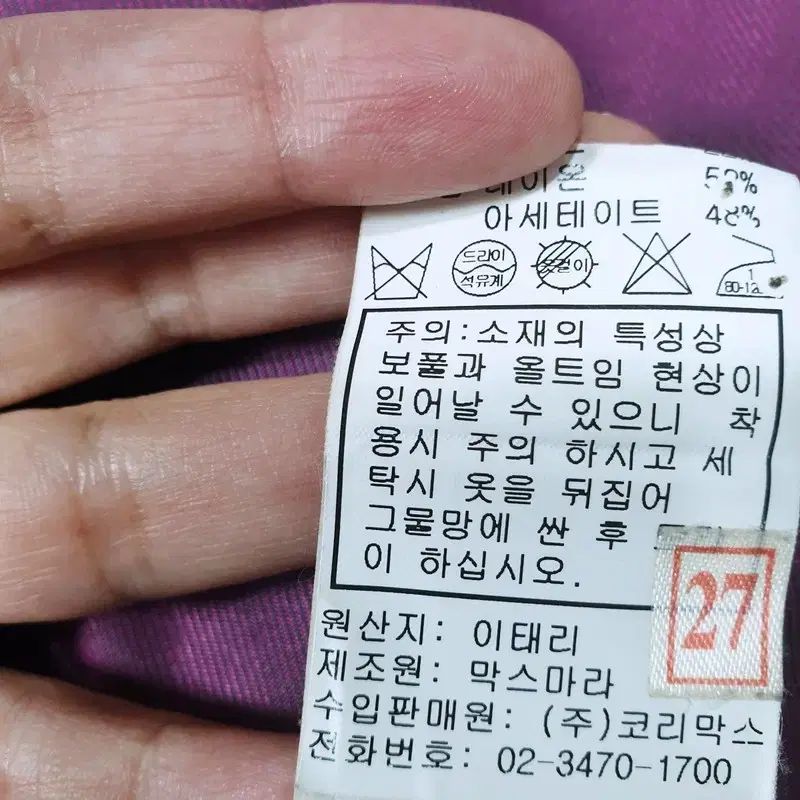 레이온 52%
아세테이트 48%
드라이
석유계
옷걸이
1
주의:소재의 특성상
보풀과 올트임 현상이
일어날 수 있으니 착
용시 주의 하시고 세
탁시 옷을 뒤집어
그물망에 싼 후
이 하십시오.
27
원산지: 이태리
제조원: 막스마라
수입판매원: (주)코리막스
전화번호: 02-3470-1700